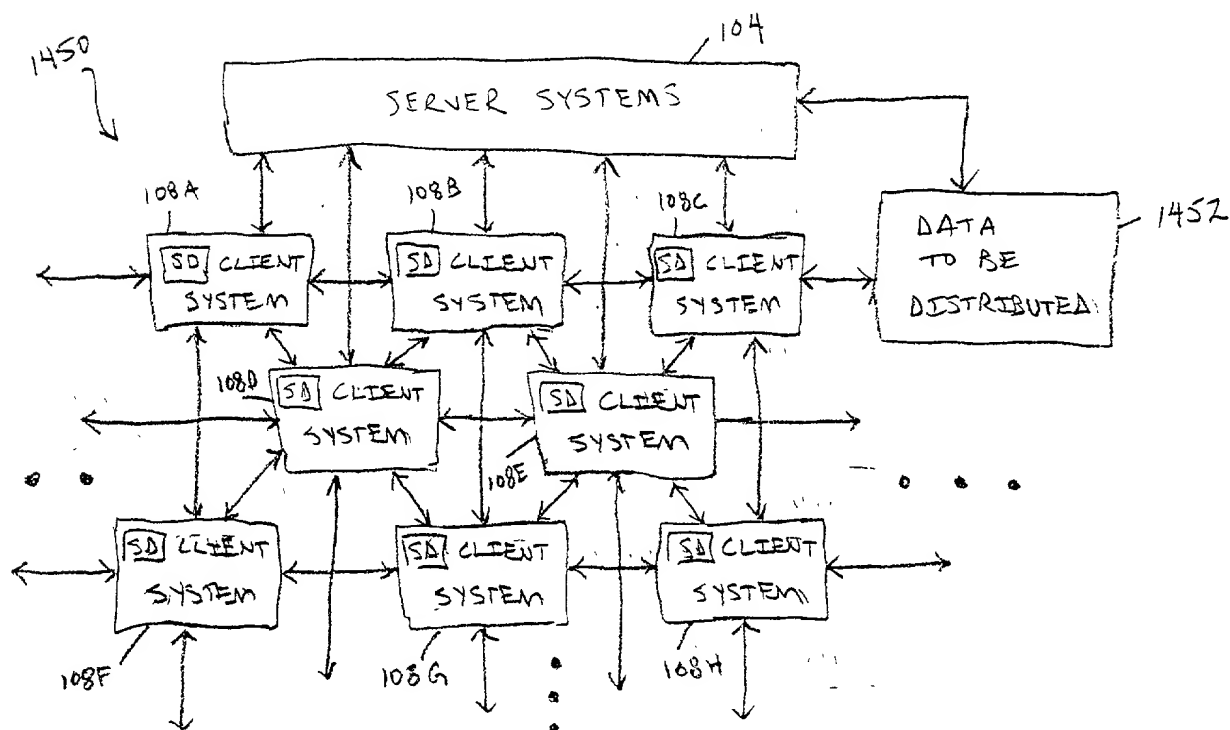 1450
104
SERVER SYSTEMS
108A
108B
108C
1452
SD CLIENT
SYSTEM
SD CLIENT
SYSTEM
SD CLIENT
SYSTEM
DATA
TO BE
DISTRIBUTED
108D
SD CLIENT
SYSTEM
SD CLIENT
SYSTEM
108E
SD CLIENT
SYSTEM
SD CLIENT
SYSTEM
SD CLIENT
SYSTEM
108F
108G
108H